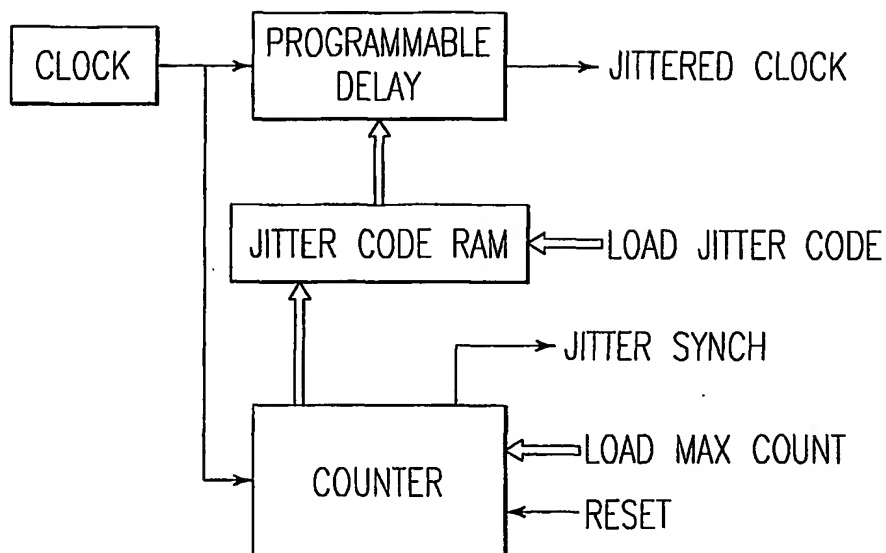 CLOCK
PROGRAMMABLE
DELAY
JITTERED CLOCK
JITTER CODE RAM
LOAD JITTER CODE
JITTER SYNCH
COUNTER
LOAD MAX COUNT
RESET